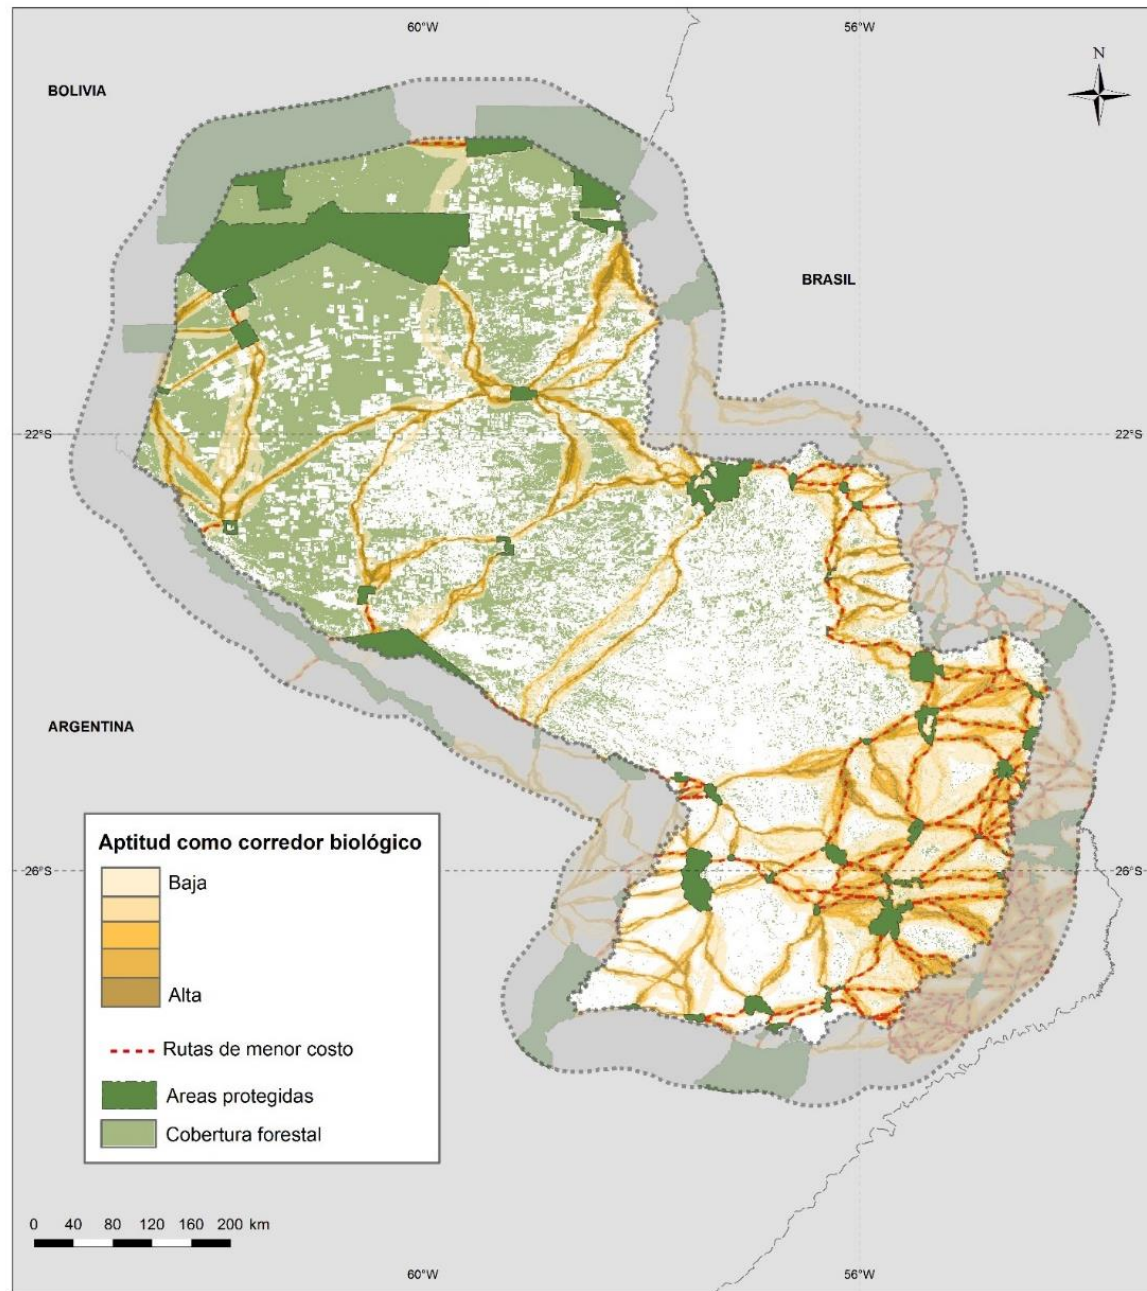 60°W
56°W
N
BOLIVIA
BRASIL
22°S
22°S
ARGENTINA
Aptitud como corredor biológico
Baja
Alta
Rutas de menor costo
Areas protegidas
Cobertura forestal
26°S
26°S
0 40 80 120 160 200 km
60°W
56°W